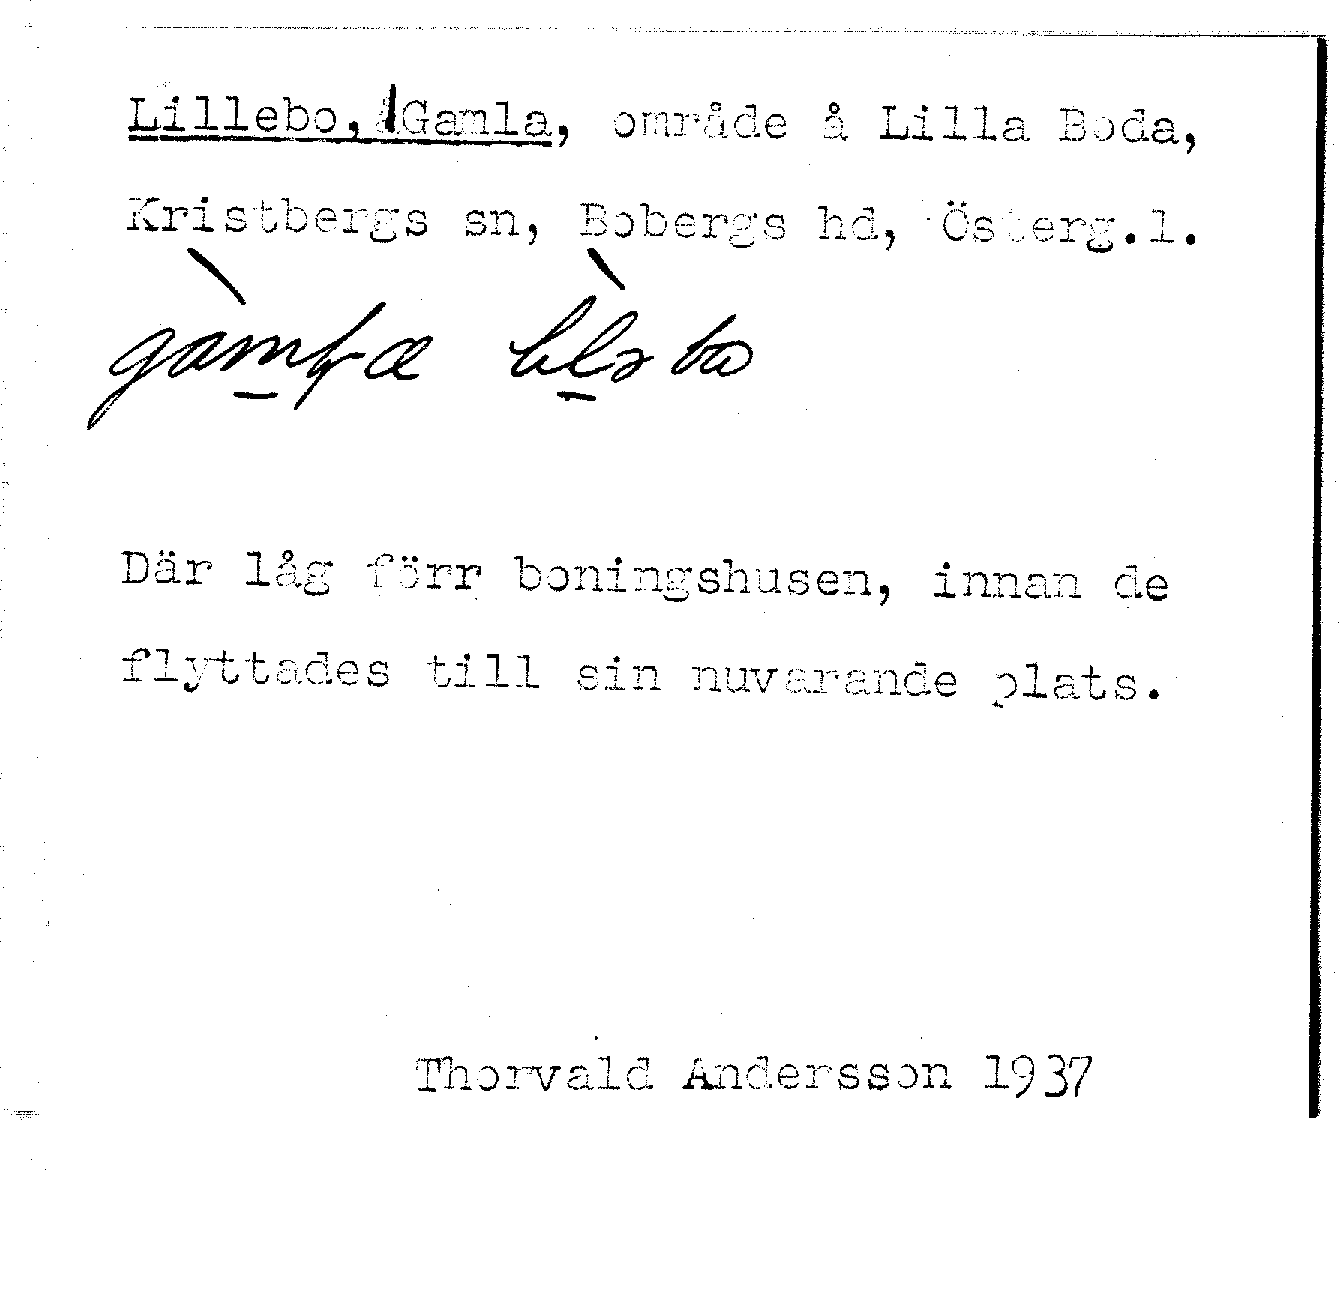 Lillebo, Gamla, område å Lilla Boda,
Kristbergs sn, Bobergs hd, Österg.l.
Där låg förr boningshusen, innan de
flyttades till sin nuvarande plats.
Thorvald Andersson 1937